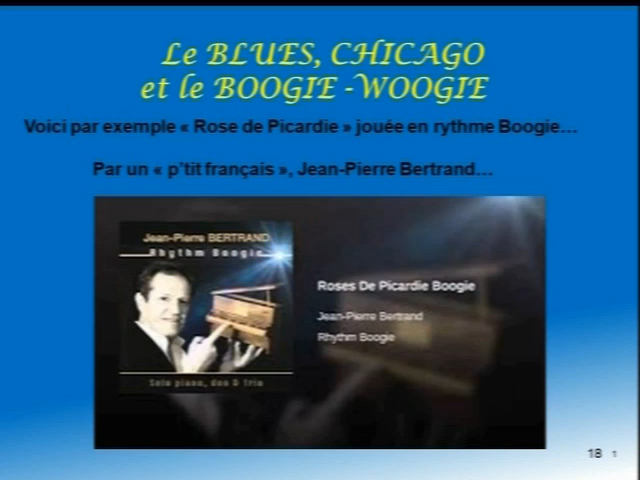 Le BLUES, CHICAGO
et le BOOGIE -WOOGIE
Voici par exemple « Rose de Picardie » jouée en rythme Boogie…
Par un « p'tit français », Jean-Pierre Bertrand…
Jean-Pierre BERTRAND
Rhythm Boogie
Solo piano, duo & Trio
Roses De Picardie Boogie
Jean-Pierre Bertrand
Rhythm Boogie
18 1